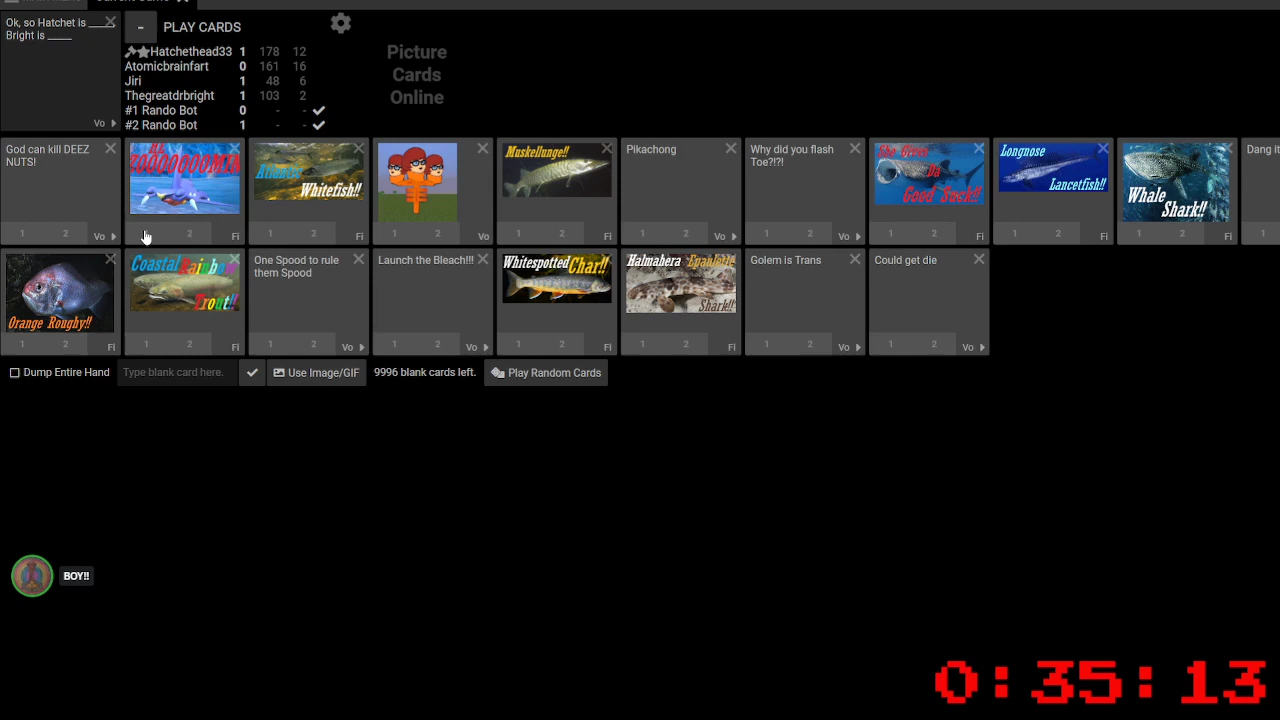 Ok, so Hatchet is _____
Bright is _____
Vo
- PLAY CARDS
Hatchethead33 1 178 12
Atomicbrainfart 0 161 16
Jiri 1 48 6
Thegreatdrbright 1 103 2
#1 Rando Bot 0 - -
#2 Rando Bot 1 - -
Picture
Cards
Online
God can kill DEEZ
NUTS!
1 2 Vo
2 Fi
Atlantic
Whitefish!!
1 2 Fi
1 2 Vo
Muskellunge!!
1 2 Fi
Pikachong
1 2 Vo
Why did you flash
Toe?!?!
1 2 Vo
Good Suck!!
1 2 Fi
Longnose
Lancetfish!!
1 2 Fi
Whale
Shark!!
1 2 Fi
Dang it
1
Orange Roughy!!
1 2 Fi
Coastal Rainbow
Trout!!
1 2 Fi
One Spood to rule
them Spood
1 2 Vo
Launch the Bleach!!!
1 2 Vo
Whitespotted Char!!
1 2 Fi
Halmahera Epaulette
Shark!!
1 2 Fi
Golem is Trans
1 2 Vo
Could get die
1 2 Vo
Dump Entire Hand
Type blank card here.
Use Image/GIF
9996 blank cards left.
Play Random Cards
BOY!!
0:35:13